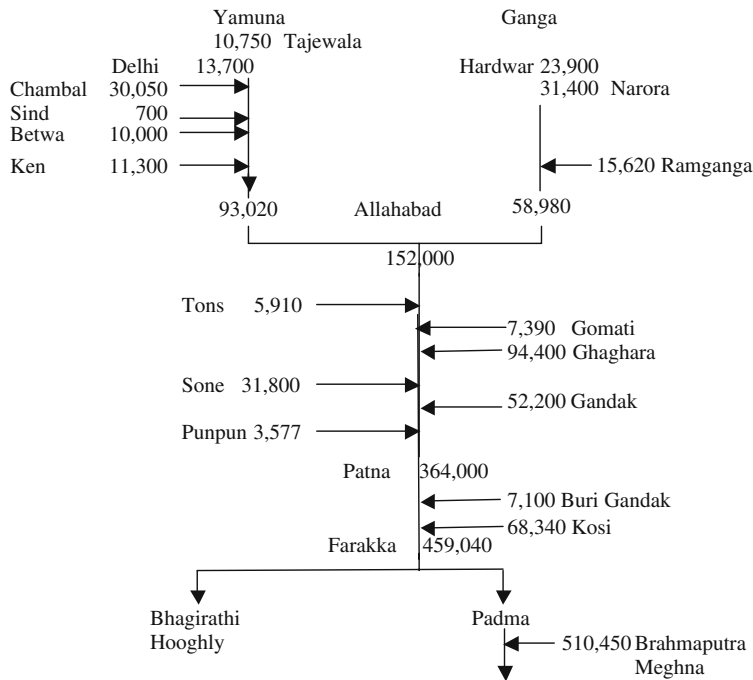 Yamuna
Ganga
10,750 Tajewala
Delhi
13,700
Hardwar 23,900
Chambal 30,050
31,400 Narora
Sind 700
Betwa 10,000
Ken 11,300
15,620 Ramganga
93,020
Allahabad
58,980
152,000
Tons 5,910
7,390 Gomati
94,400 Ghaghara
Sone 31,800
52,200 Gandak
Punpun 3,577
Patna 364,000
7,100 Buri Gandak
68,340 Kosi
Farakka 459,040
Bhagirathi
Hooghly
Padma
510,450 Brahmaputra
Meghna